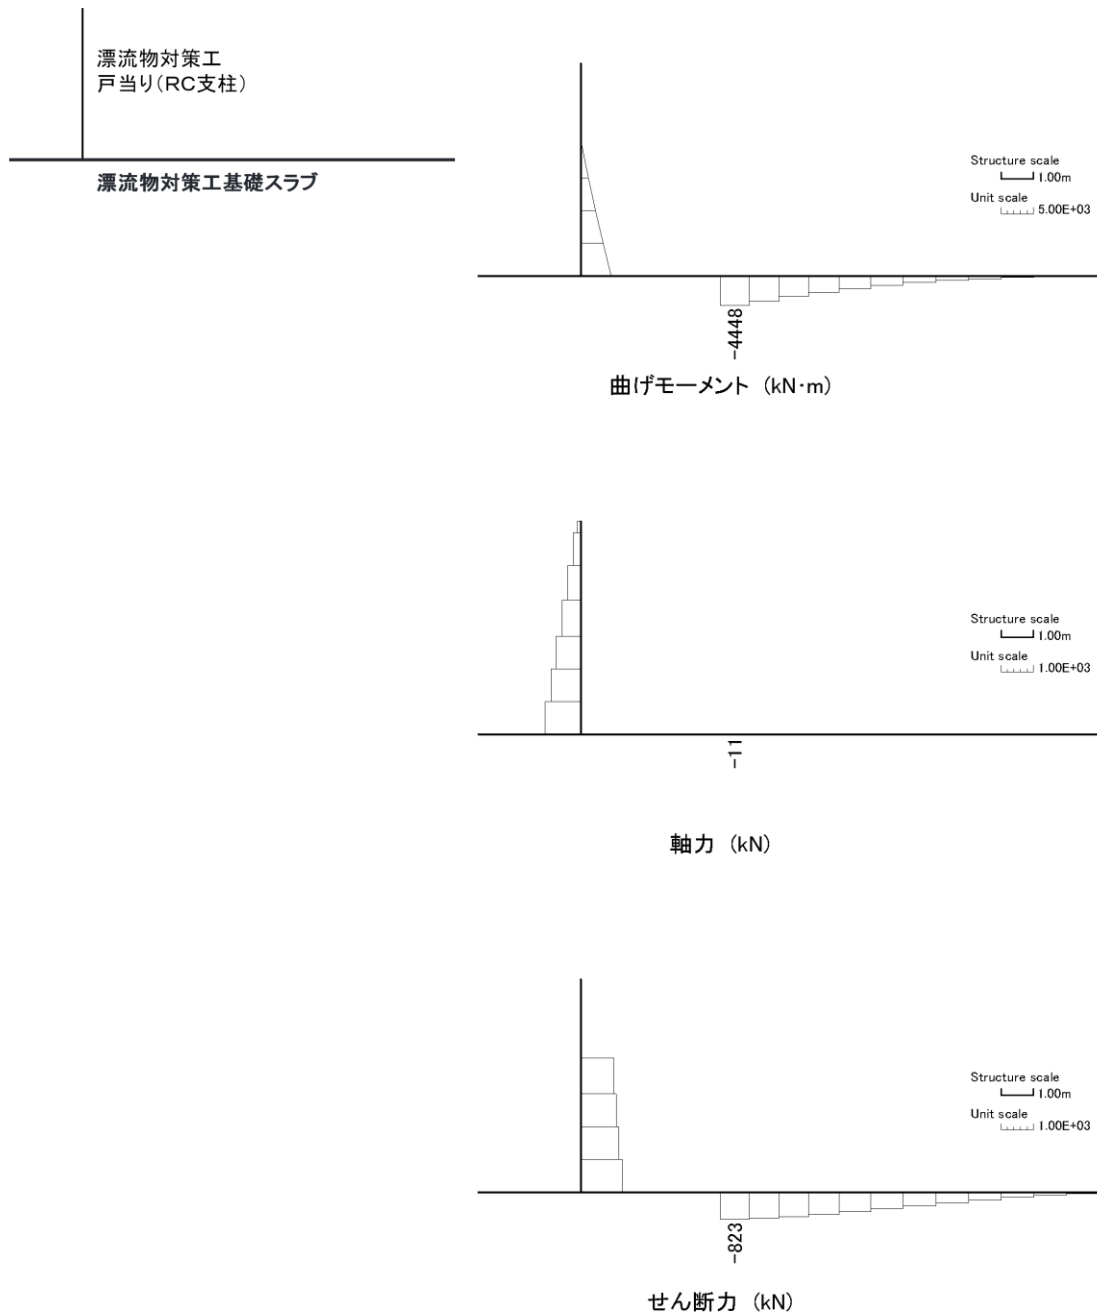 漂流物対策工
戸当り(RC支柱)
漂流物対策工基礎スラブ
Structure scale
1.00m
Unit scale
5.00E+03
-4448
曲げモーメント (kN·m)
Structure scale
1.00m
Unit scale
1.00E+03
-11
軸力 (kN)
Structure scale
1.00m
Unit scale
1.00E+03
-823
せん断力 (kN)